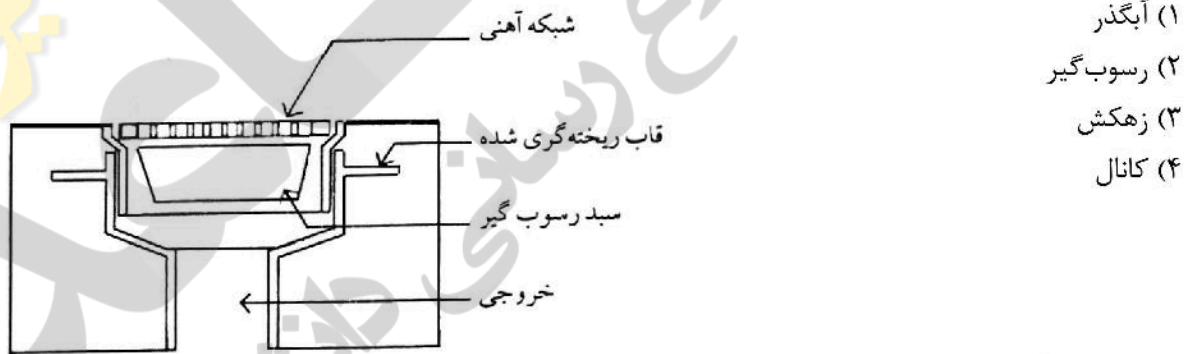 ۱) آبگذر
۲) رسوب‌گیر
۳) زهکش
۴) کانال
شبکه آهنی
قاب ریخته‌گری شده
سبد رسوب گیر
خروجی